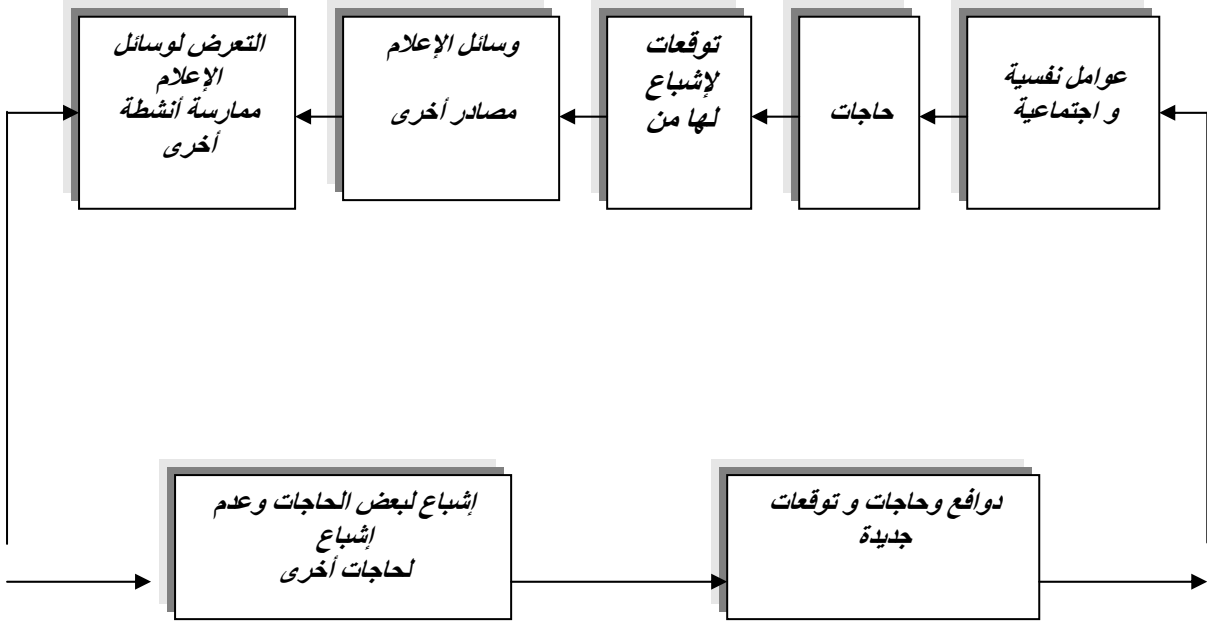 عوامل نفسية
و اجتماعية
حاجات
توقعات
لإشباع
لها من
وسائل الإعلام
مصادر أخرى
التعرض لوسائل
الإعلام
ممارسة أنشطة
أخرى
إشباع لبعض الحاجات وعدم
إشباع
لحاجات أخرى
دوافع وحاجات و توقعات
جديدة